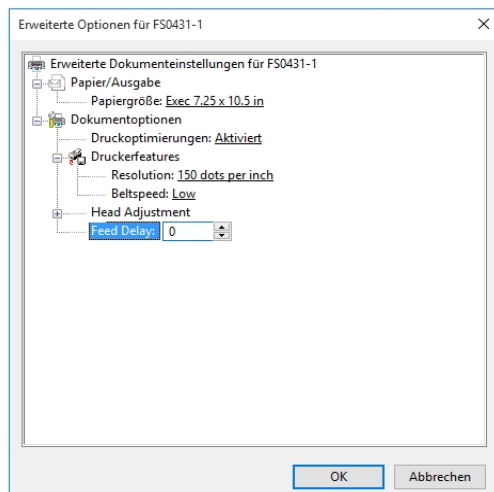 Erweiterte Optionen für FS0431-1
Erweiterte Dokumenteinstellungen für FS0431-1
Papier/Ausgabe
Papiergröße: Exec 7.25 x 10.5 in
Dokumentoptionen
Druckoptimierungen: Aktiviert
Druckerfeatures
Resolution: 150 dots per inch
Beltspeed: Low
Head Adjustment
Feed Delay: 0
OK Abbrechen